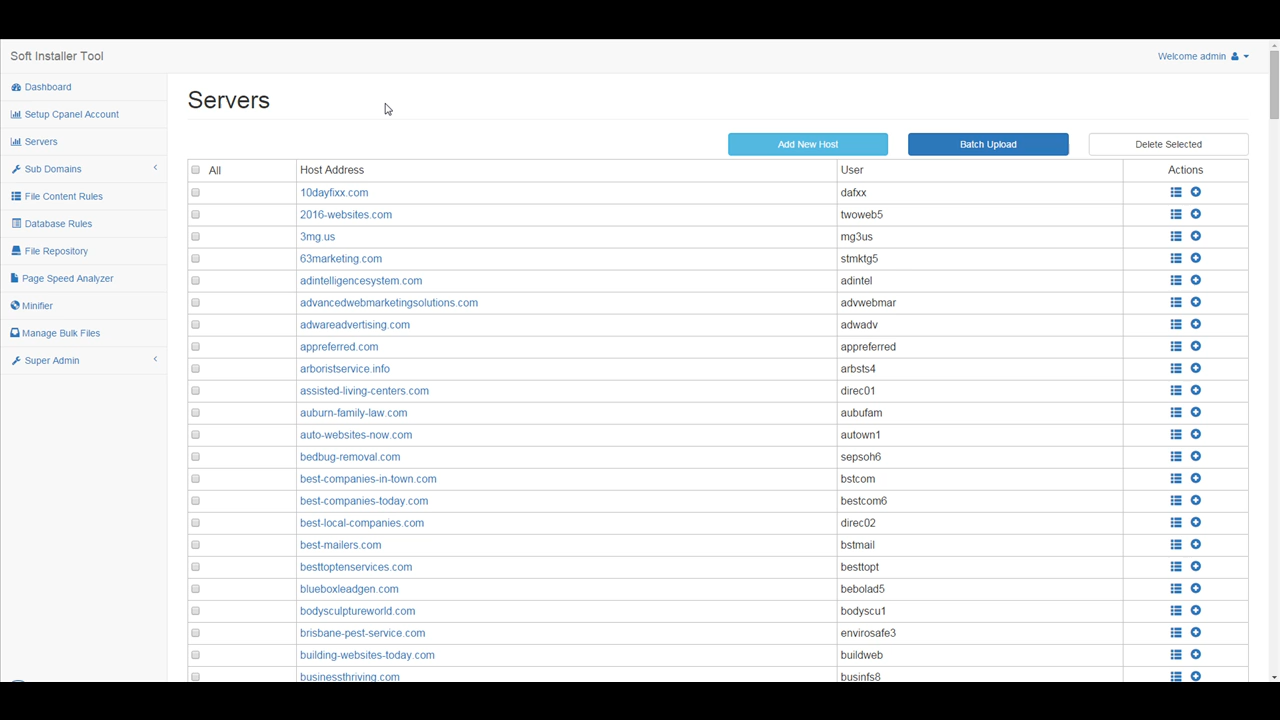 Soft Installer Tool
Welcome admin
Dashboard
Setup Cpanel Account
Servers
Sub Domains
File Content Rules
Database Rules
File Repository
Page Speed Analyzer
Minifier
Manage Bulk Files
Super Admin
Servers
Add New Host Batch Upload Delete Selected
All Host Address User Actions
10dayfixx.com dafxx
2016-websites.com twoweb5
3mg.us mg3us
63marketing.com stmktg5
adintelligencesystem.com adintel
advancedwebmarketingsolutions.com advwebmar
adwareadvertising.com adwadv
appreferred.com appreferred
arboristservice.info arbsts4
assisted-living-centers.com direc01
auburn-family-law.com aubufam
auto-websites-now.com autown1
bedbug-removal.com sepsoh6
best-companies-in-town.com bstcom
best-companies-today.com bestcom6
best-local-companies.com direc02
best-mailers.com bstmail
besttoptenservices.com besttopt
blueboxleadgen.com bebolad5
bodysculptureworld.com bodyscu1
brisbane-pest-service.com envirosafe3
building-websites-today.com buildweb
businessthriving.com businfs8